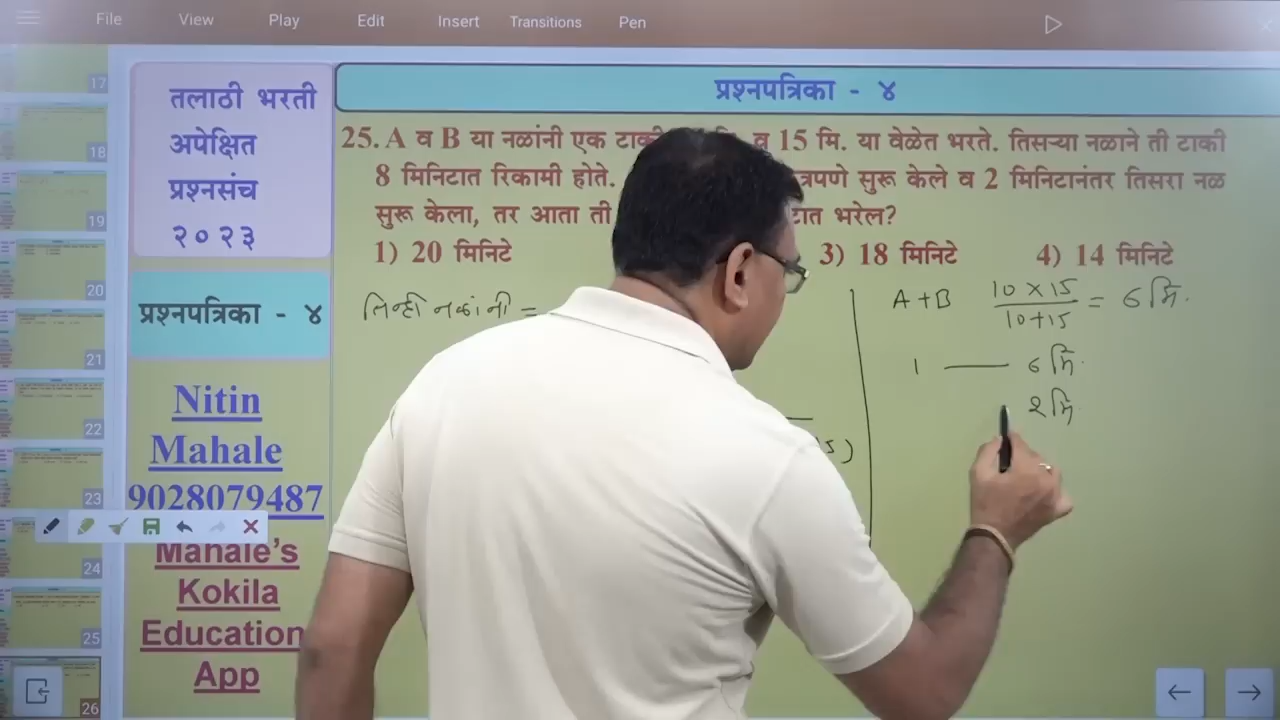 File View Play Edit Insert Transitions Pen
17
18
19
20
21
22
23
24
25
26
तलाठी भरती
अपेक्षित
प्रश्नसंच
२०२३
प्रश्नपत्रिका - ४
Nitin
Mahale
9028079487
Mahale's
Kokila
Education
App
प्रश्नपत्रिका - ४
25. A व B या नळांनी एक टाकी व 15 मि. या वेळेत भरते. तिसऱ्या नळाने ती टाकी
8 मिनिटात रिकामी होते. त्रपणे सुरू केले व 2 मिनिटानंतर तिसरा नळ
सुरू केला, तर आता ती टात भरेल?
1) 20 मिनिटे 3) 18 मिनिटे 4) 14 मिनिटे
तिन्ही नळांनी =
15)
A+B 10 × 15 / 10+15 = 6 मि.
1 — 6 मि.
2 मि.